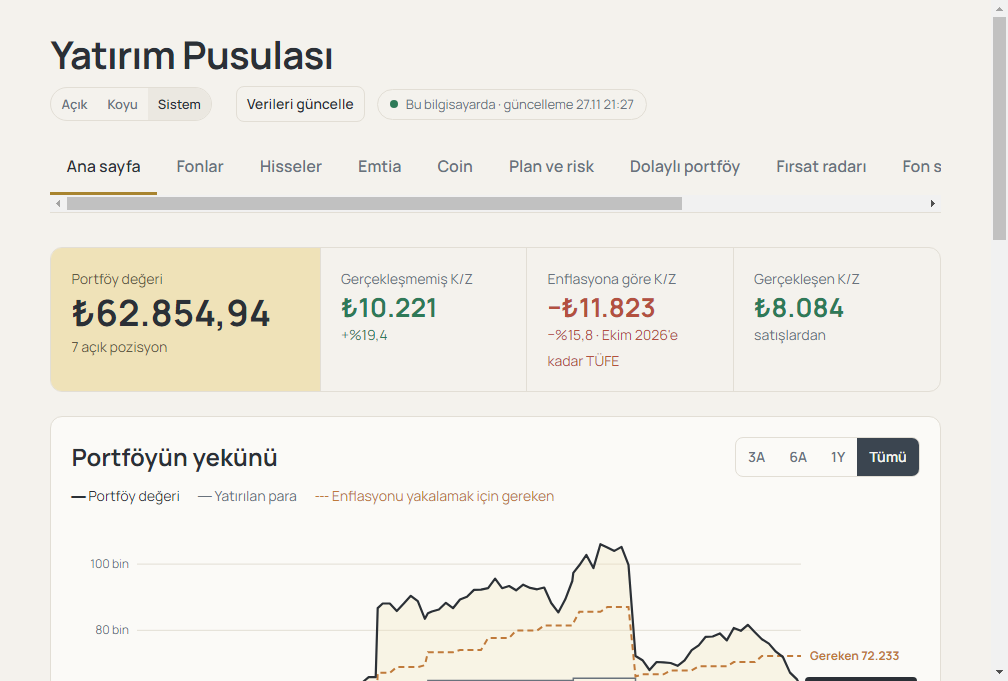 Yatırım Pusulası
Açık Koyu Sistem Verileri güncelle Bu bilgisayarda · güncelleme 27.11 21:27
Ana sayfa Fonlar Hisseler Emtia Coin Plan ve risk Dolaylı portföy Fırsat radarı Fon s
Portföy değeri
₺62.854,94
7 açık pozisyon
Gerçekleşmemiş K/Z
₺10.221
+%19,4
Enflasyona göre K/Z
−₺11.823
−%15,8 · Ekim 2026'e
kadar TÜFE
Gerçekleşen K/Z
₺8.084
satışlardan
Portföyün yekünü
3A 6A 1Y Tümü
Portföy değeri Yatırılan para Enflasyonu yakalamak için gereken
100 bin
80 bin
Gereken 72.233